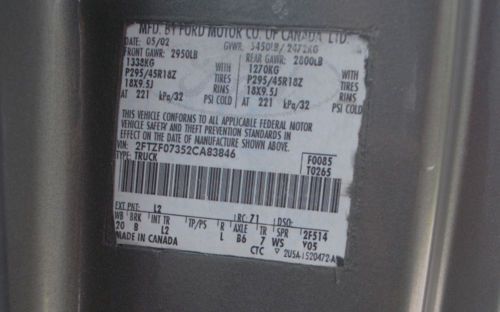 MFD. BY FORD MOTOR CO. OF CANADA LTD.
DATE: 05/02 GVWR: 5450LB/ 2472KG
FRONT GAWR: 2950LB REAR GAWR: 2800LB
1338KG WITH 1270KG WITH
P295/45R18Z TIRES P295/45R18Z TIRES
18X9.5J RIMS 18X9.5J RIMS
AT 221 kPa/32 PSI COLD AT 221 kPa/32 PSI COLD
THIS VEHICLE CONFORMS TO ALL APPLICABLE FEDERAL MOTOR
VEHICLE SAFETY AND THEFT PREVENTION STANDARDS IN
EFFECT ON THE DATE OF MANUFACTURE SHOWN ABOVE.
VIN: 2FTZF07352CA83846 F0085
TYPE: TRUCK T0265
EXT PNT: L2 RC: 71 DSO:
WB BRK INT TR TP/PS R AXLE TR SPR 2F514
20 B L2 L B6 7 WS V05
MADE IN CANADA CTC